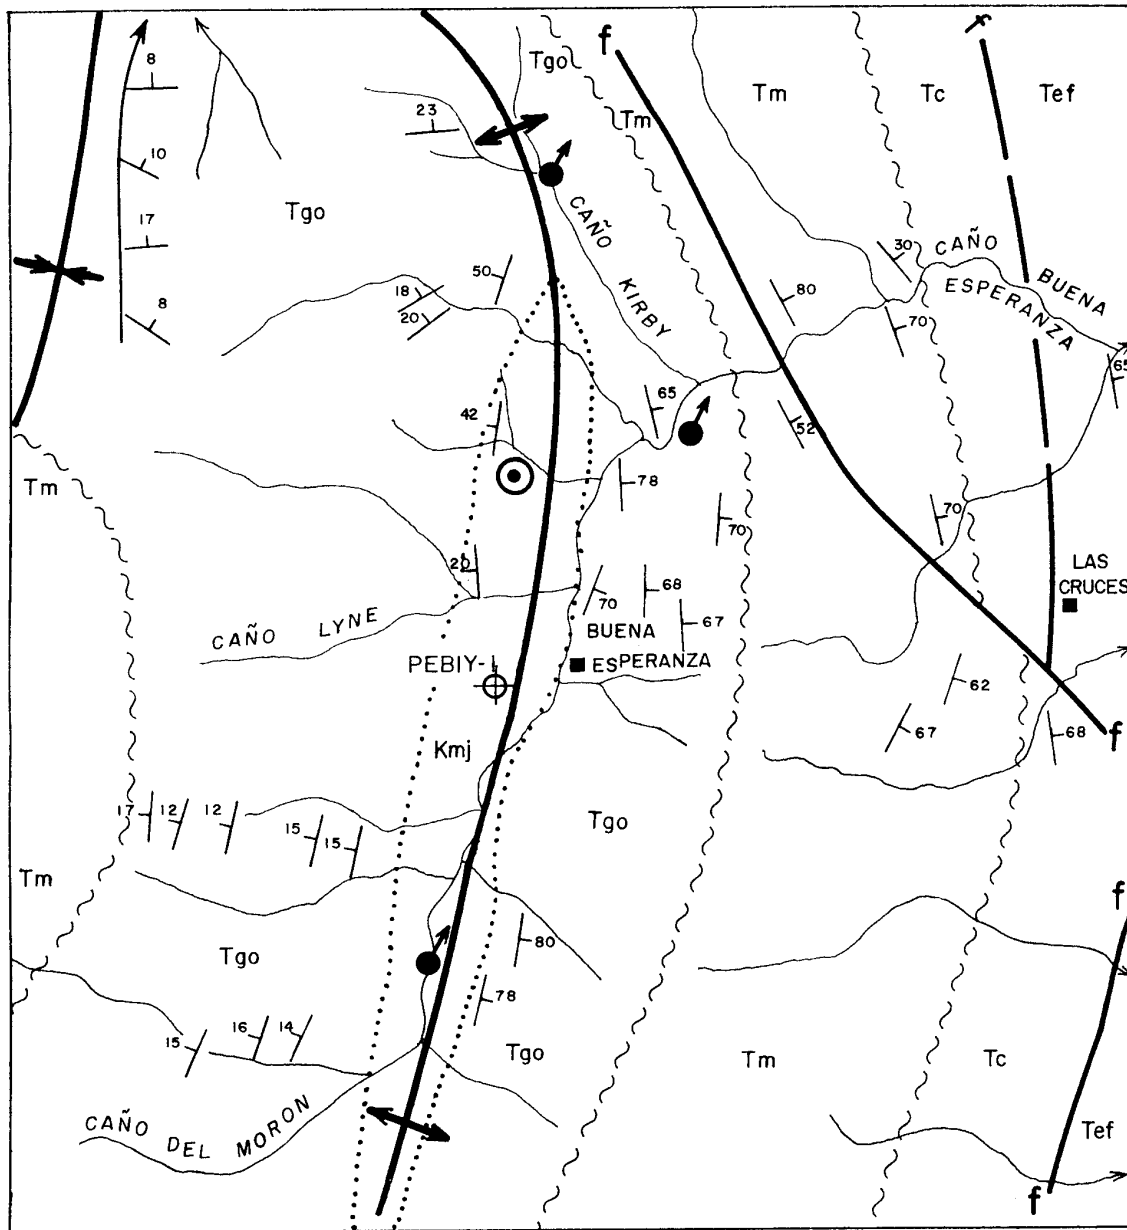 f
f
Tgo
Tm
Tm
Tc
Tef
8
23
10
Tgo
17
CAÑO KIRBY
30
CAÑO BUENA
ESPERANZA
8
50
18
20
80
70
65
65
42
52
Tm
78
70
70
20
70
68
67
LAS
CRUCES
CAÑO LYNE
BUENA
ESPERANZA
PEBIY-1
62
67
68
f
Kmj
17
12
12
15
15
Tgo
Tm
f
80
Tgo
78
15
16
14
Tgo
Tm
Tc
CAÑO DEL MORON
Tef
f